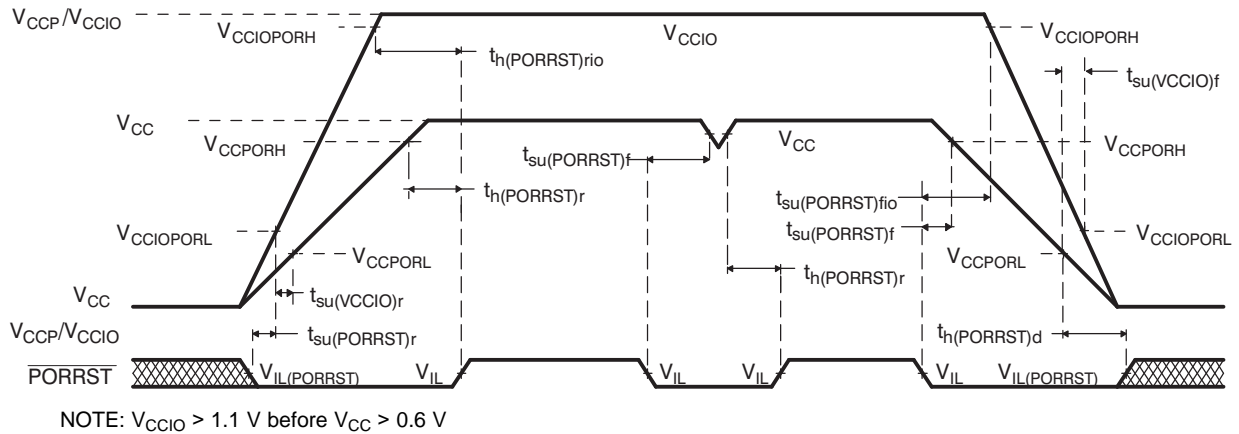 VCCP/VCCIO
VCCIOPORH
VCCIO
VCCIOPORH
th(PORRST)rio
tsu(VCCIO)f
VCC
VCCPORH
VCC
VCCPORH
tsu(PORRST)f
th(PORRST)r
tsu(PORRST)fio
tsu(PORRST)f
VCCIOPORL
VCCIOPORL
VCCPORL
VCCPORL
th(PORRST)r
VCC
tsu(VCCIO)r
VCCP/VCCIO
tsu(PORRST)r
th(PORRST)d
PORRST
VIL(PORRST)
VIL
VIL
VIL
VIL
VIL(PORRST)
NOTE: VCCIO > 1.1 V before VCC > 0.6 V